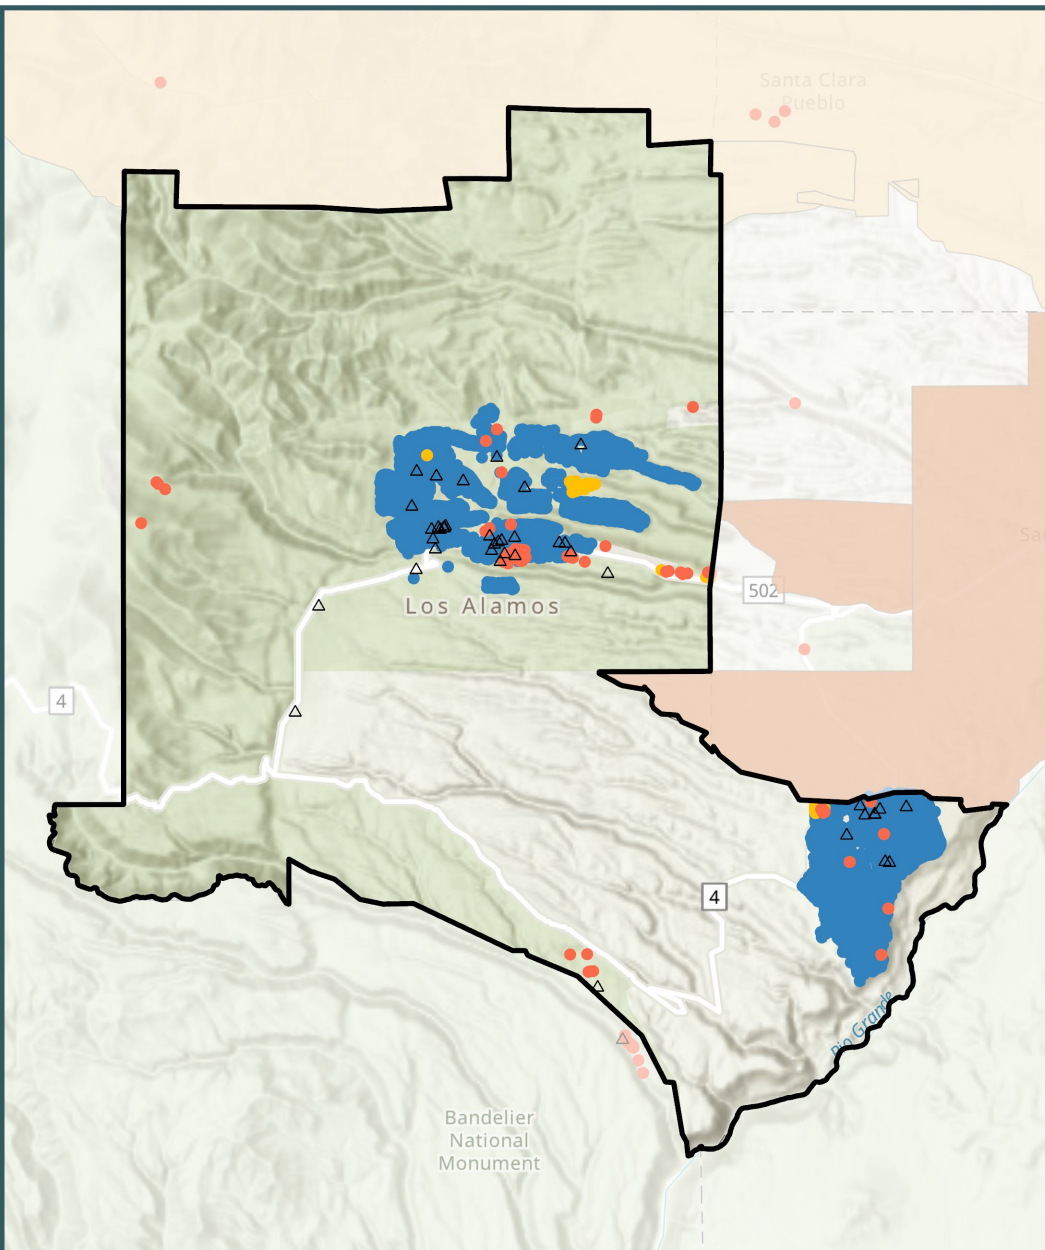 Santa Clara
Pueblo
502
Los Alamos
4
4
Rio Grande
Bandelier
National
Monument